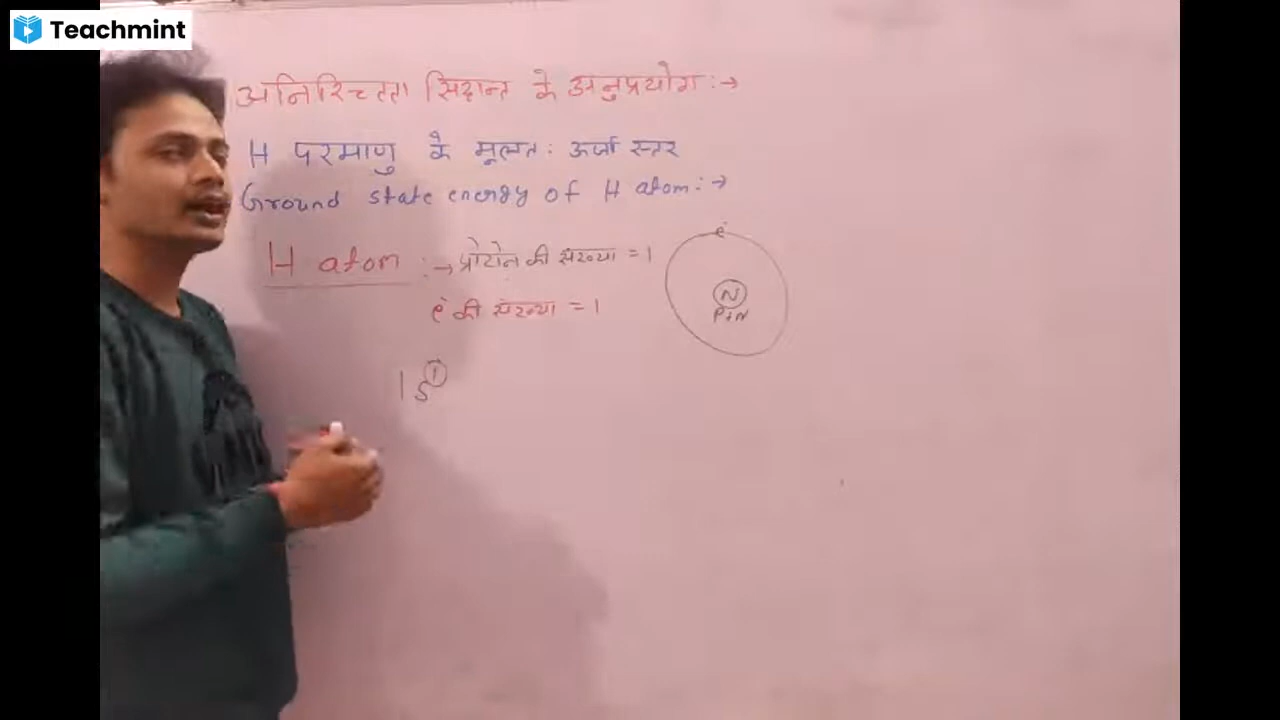 Teachmint
अनिश्चितता सिद्धान्त के अनुप्रयोग :→
H परमाणु के मूलतः ऊर्जा स्तर
Ground state energy of H atom :→
H atom :→ प्रोटोन की संख्या = 1
e⁻ की संख्या = 1
e⁻
N
P+N
1s¹